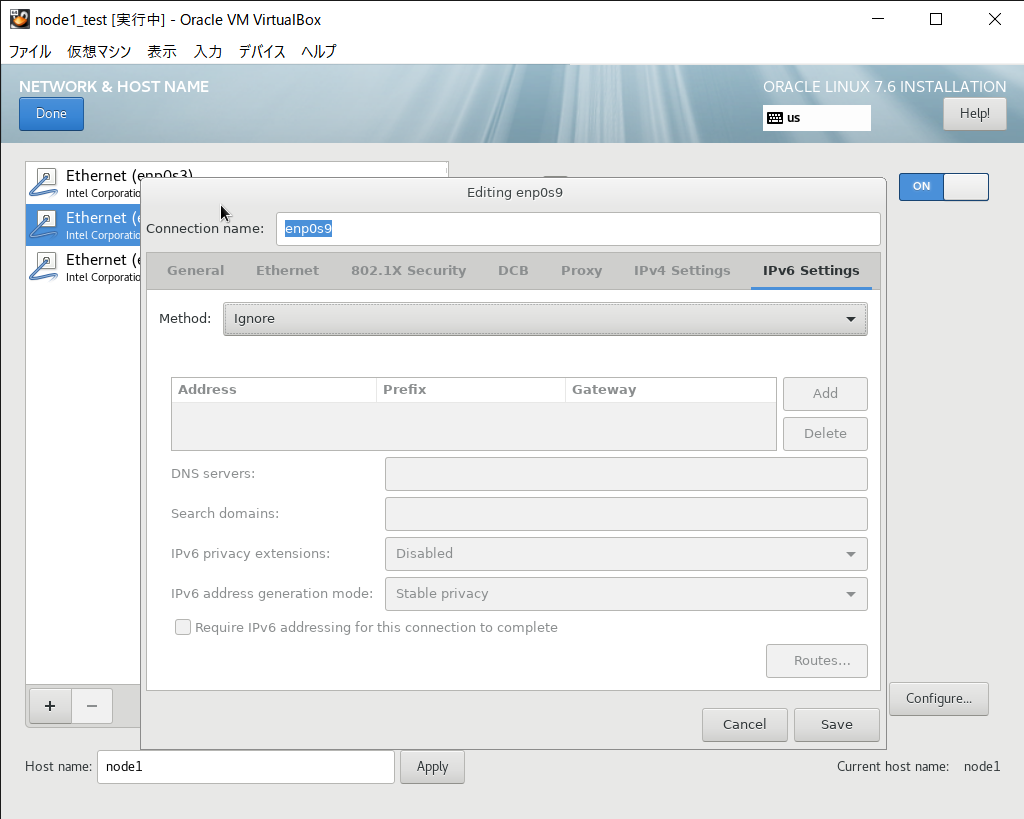 node1_test [実行中] - Oracle VM VirtualBox
ファイル 仮想マシン 表示 入力 デバイス ヘルプ
NETWORK & HOST NAME
ORACLE LINUX 7.6 INSTALLATION
Done
us
Help!
Ethernet (enp0s3)
Intel Corporatio
ON
Editing enp0s9
Ethernet (e
Intel Corporatio
Connection name: enp0s9
Ethernet (e
Intel Corporatio
General Ethernet 802.1X Security DCB Proxy IPv4 Settings IPv6 Settings
Method: Ignore
Address Prefix Gateway
Add
Delete
DNS servers:
Search domains:
IPv6 privacy extensions: Disabled
IPv6 address generation mode: Stable privacy
Require IPv6 addressing for this connection to complete
Routes...
+ −
Configure...
Cancel Save
Host name: node1 Apply
Current host name: node1